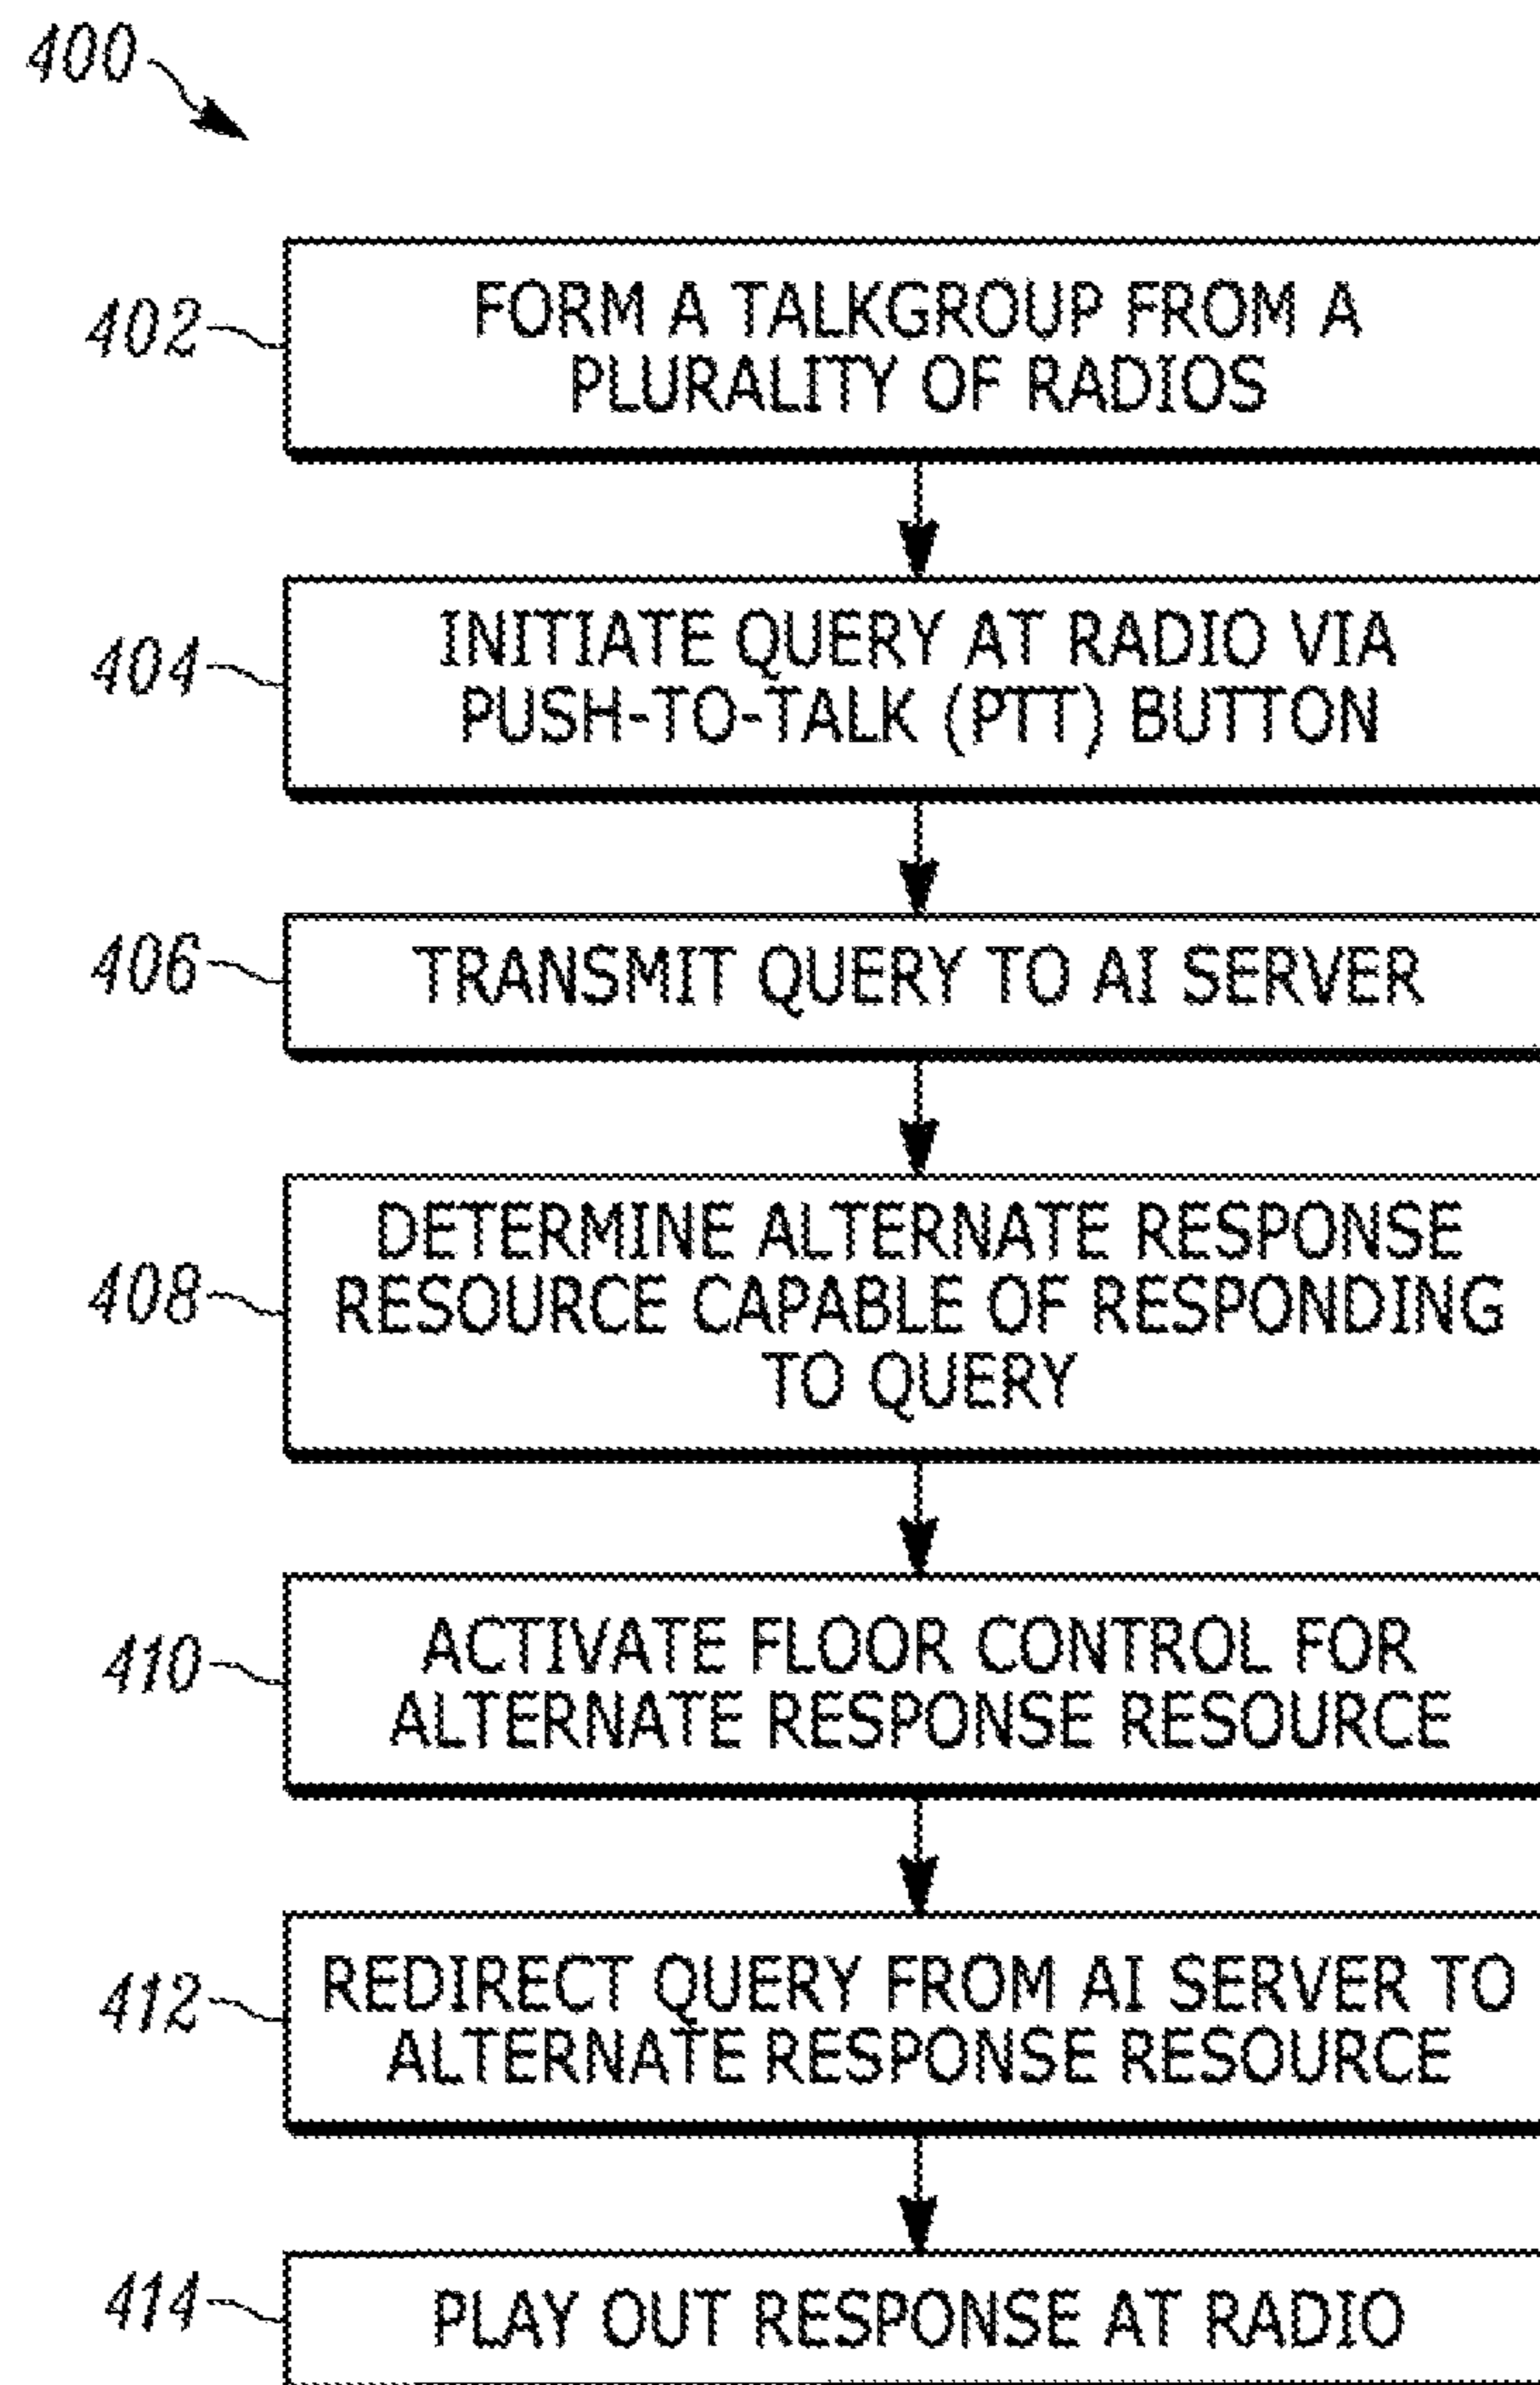 400
402
FORM A TALKGROUP FROM A
PLURALITY OF RADIOS
404
INITIATE QUERY AT RADIO VIA
PUSH-TO-TALK (PTT) BUTTON
406
TRANSMIT QUERY TO AI SERVER
408
DETERMINE ALTERNATE RESPONSE
RESOURCE CAPABLE OF RESPONDING
TO QUERY
410
ACTIVATE FLOOR CONTROL FOR
ALTERNATE RESPONSE RESOURCE
412
REDIRECT QUERY FROM AI SERVER TO
ALTERNATE RESPONSE RESOURCE
414
PLAY OUT RESPONSE AT RADIO